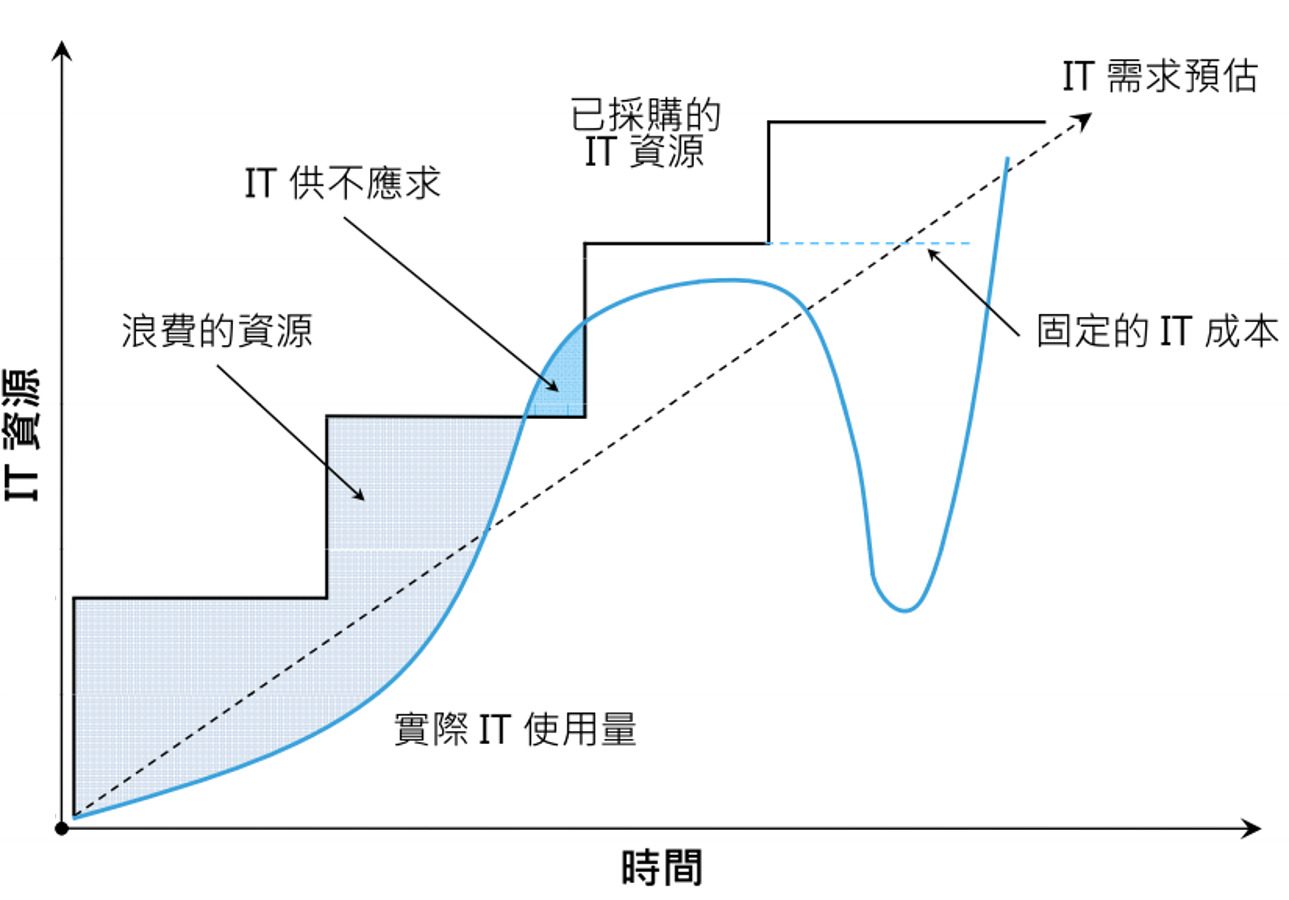 IT 需求預估
已採購的
IT 資源
IT 供不應求
浪費的資源
固定的 IT 成本
IT 資源
實際 IT 使用量
時間